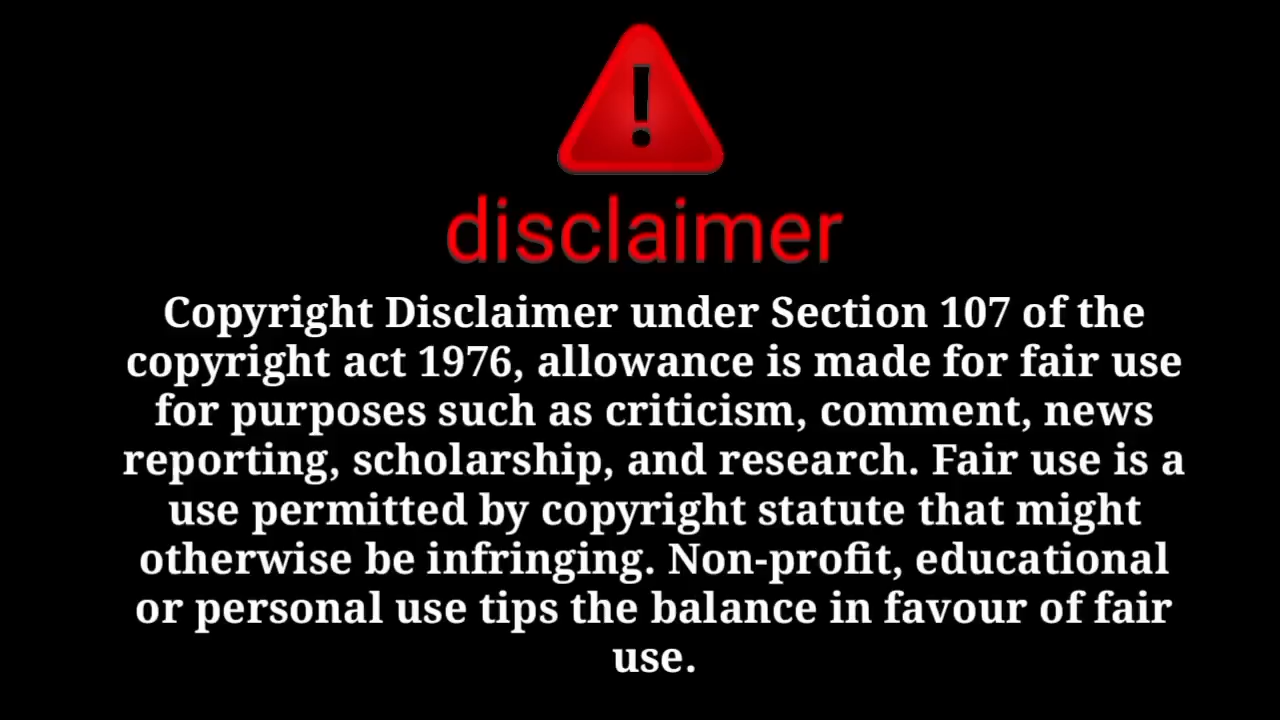 !
disclaimer
Copyright Disclaimer under Section 107 of the
copyright act 1976, allowance is made for fair use
for purposes such as criticism, comment, news
reporting, scholarship, and research. Fair use is a
use permitted by copyright statute that might
otherwise be infringing. Non-profit, educational
or personal use tips the balance in favour of fair
use.